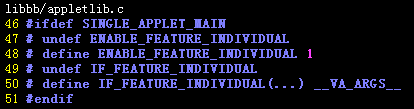 libbb/appletlib.c
46 #ifdef SINGLE_APPLET_MAIN
47 # undef ENABLE_FEATURE_INDIVIDUAL
48 # define ENABLE_FEATURE_INDIVIDUAL 1
49 # undef IF_FEATURE_INDIVIDUAL
50 # define IF_FEATURE_INDIVIDUAL(...) __VA_ARGS__
51 #endif